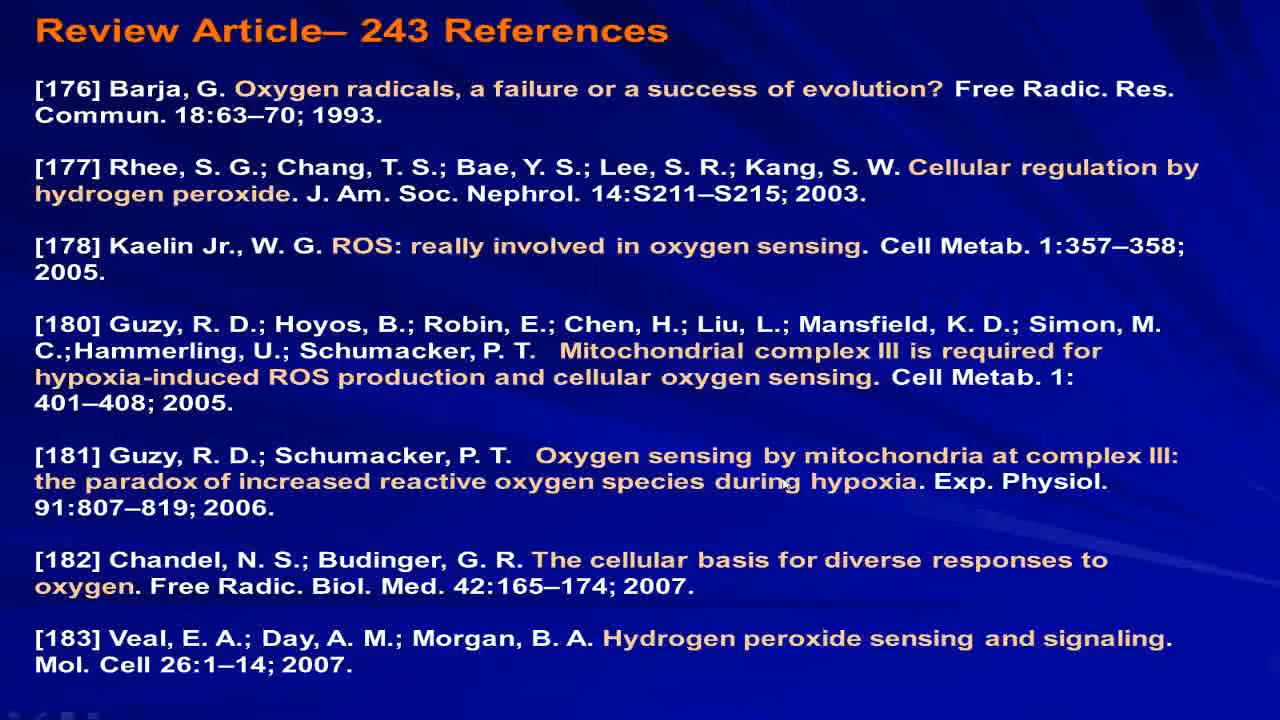 Review Article– 243 References
[176] Barja, G. Oxygen radicals, a failure or a success of evolution? Free Radic. Res.
Commun. 18:63–70; 1993.
[177] Rhee, S. G.; Chang, T. S.; Bae, Y. S.; Lee, S. R.; Kang, S. W. Cellular regulation by
hydrogen peroxide. J. Am. Soc. Nephrol. 14:S211–S215; 2003.
[178] Kaelin Jr., W. G. ROS: really involved in oxygen sensing. Cell Metab. 1:357–358;
2005.
[180] Guzy, R. D.; Hoyos, B.; Robin, E.; Chen, H.; Liu, L.; Mansfield, K. D.; Simon, M.
C.;Hammerling, U.; Schumacker, P. T. Mitochondrial complex III is required for
hypoxia-induced ROS production and cellular oxygen sensing. Cell Metab. 1:
401–408; 2005.
[181] Guzy, R. D.; Schumacker, P. T. Oxygen sensing by mitochondria at complex III:
the paradox of increased reactive oxygen species during hypoxia. Exp. Physiol.
91:807–819; 2006.
[182] Chandel, N. S.; Budinger, G. R. The cellular basis for diverse responses to
oxygen. Free Radic. Biol. Med. 42:165–174; 2007.
[183] Veal, E. A.; Day, A. M.; Morgan, B. A. Hydrogen peroxide sensing and signaling.
Mol. Cell 26:1–14; 2007.